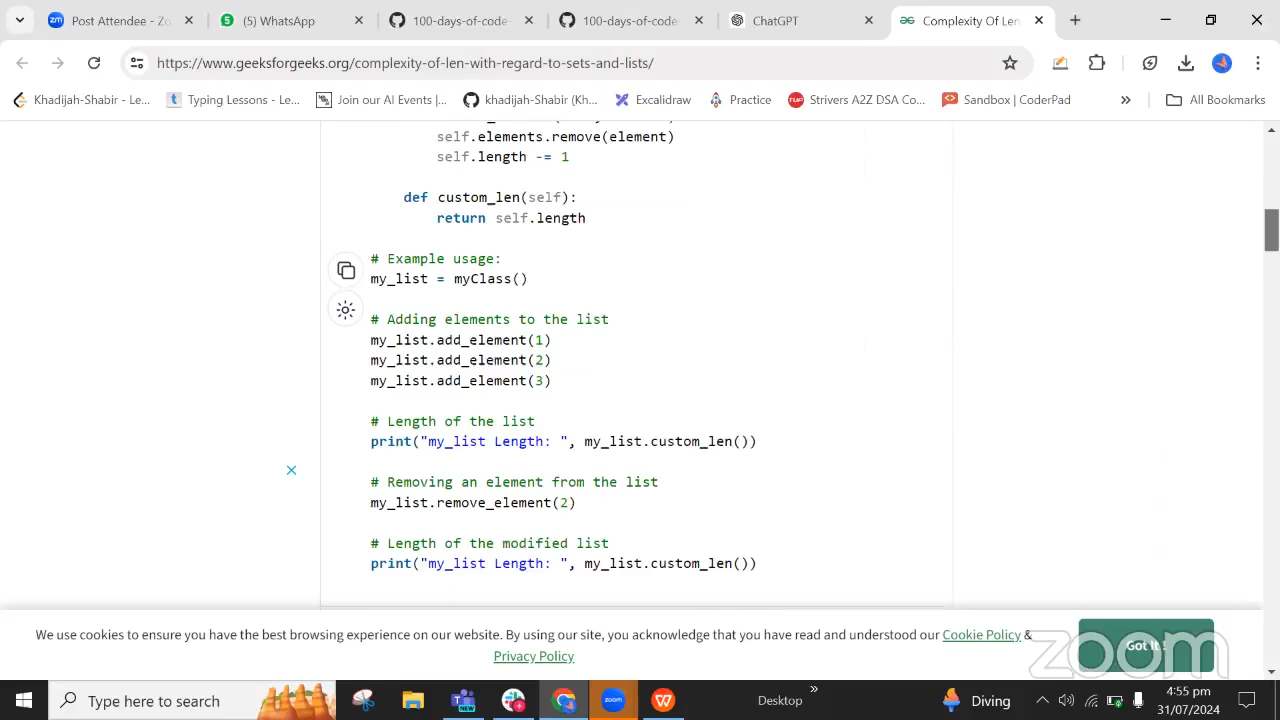 Post Attendee - Zo
(5) WhatsApp
100-days-of-code-
100-days-of-code-
ChatGPT
Complexity Of Len
https://www.geeksforgeeks.org/complexity-of-len-with-regard-to-sets-and-lists/
Khadijah-Shabir - Le...
Typing Lessons - Le...
Join our AI Events |...
khadijah-Shabir (Kh...
Excalidraw
Practice
Strivers A2Z DSA Co...
Sandbox | CoderPad
All Bookmarks
self.elements.remove(element)
self.length -= 1
def custom_len(self):
return self.length
# Example usage:
my_list = myClass()
# Adding elements to the list
my_list.add_element(1)
my_list.add_element(2)
my_list.add_element(3)
# Length of the list
print("my_list Length: ", my_list.custom_len())
# Removing an element from the list
my_list.remove_element(2)
# Length of the modified list
print("my_list Length: ", my_list.custom_len())
We use cookies to ensure you have the best browsing experience on our website. By using our site, you acknowledge that you have read and understood our Cookie Policy &
Privacy Policy
Got It !
zoom
Type here to search
Desktop
Diving
4:55 pm
31/07/2024